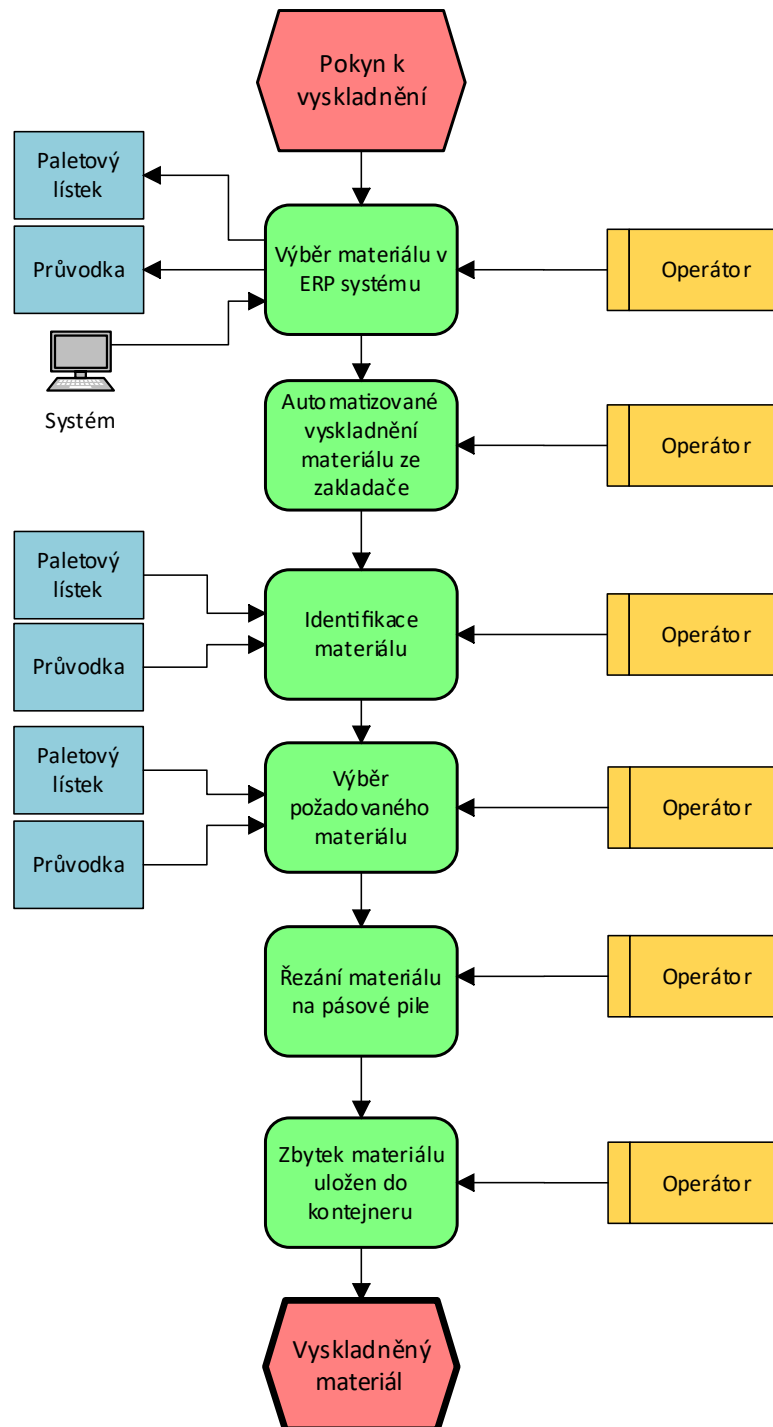 Pokyn k
vyskladnění
Paletový
lístek
Průvodka
Systém
Výběr materiálu v
ERP systému
Operátor
Automatizované
vyskladnění
materiálu ze
zakladače
Operátor
Paletový
lístek
Průvodka
Identifikace
materiálu
Operátor
Paletový
lístek
Průvodka
Výběr
požadovaného
materiálu
Operátor
Řezání materiálu
na pásové pile
Operátor
Zbytek materiálu
uložen do
kontejneru
Operátor
Vyskladněný
materiál